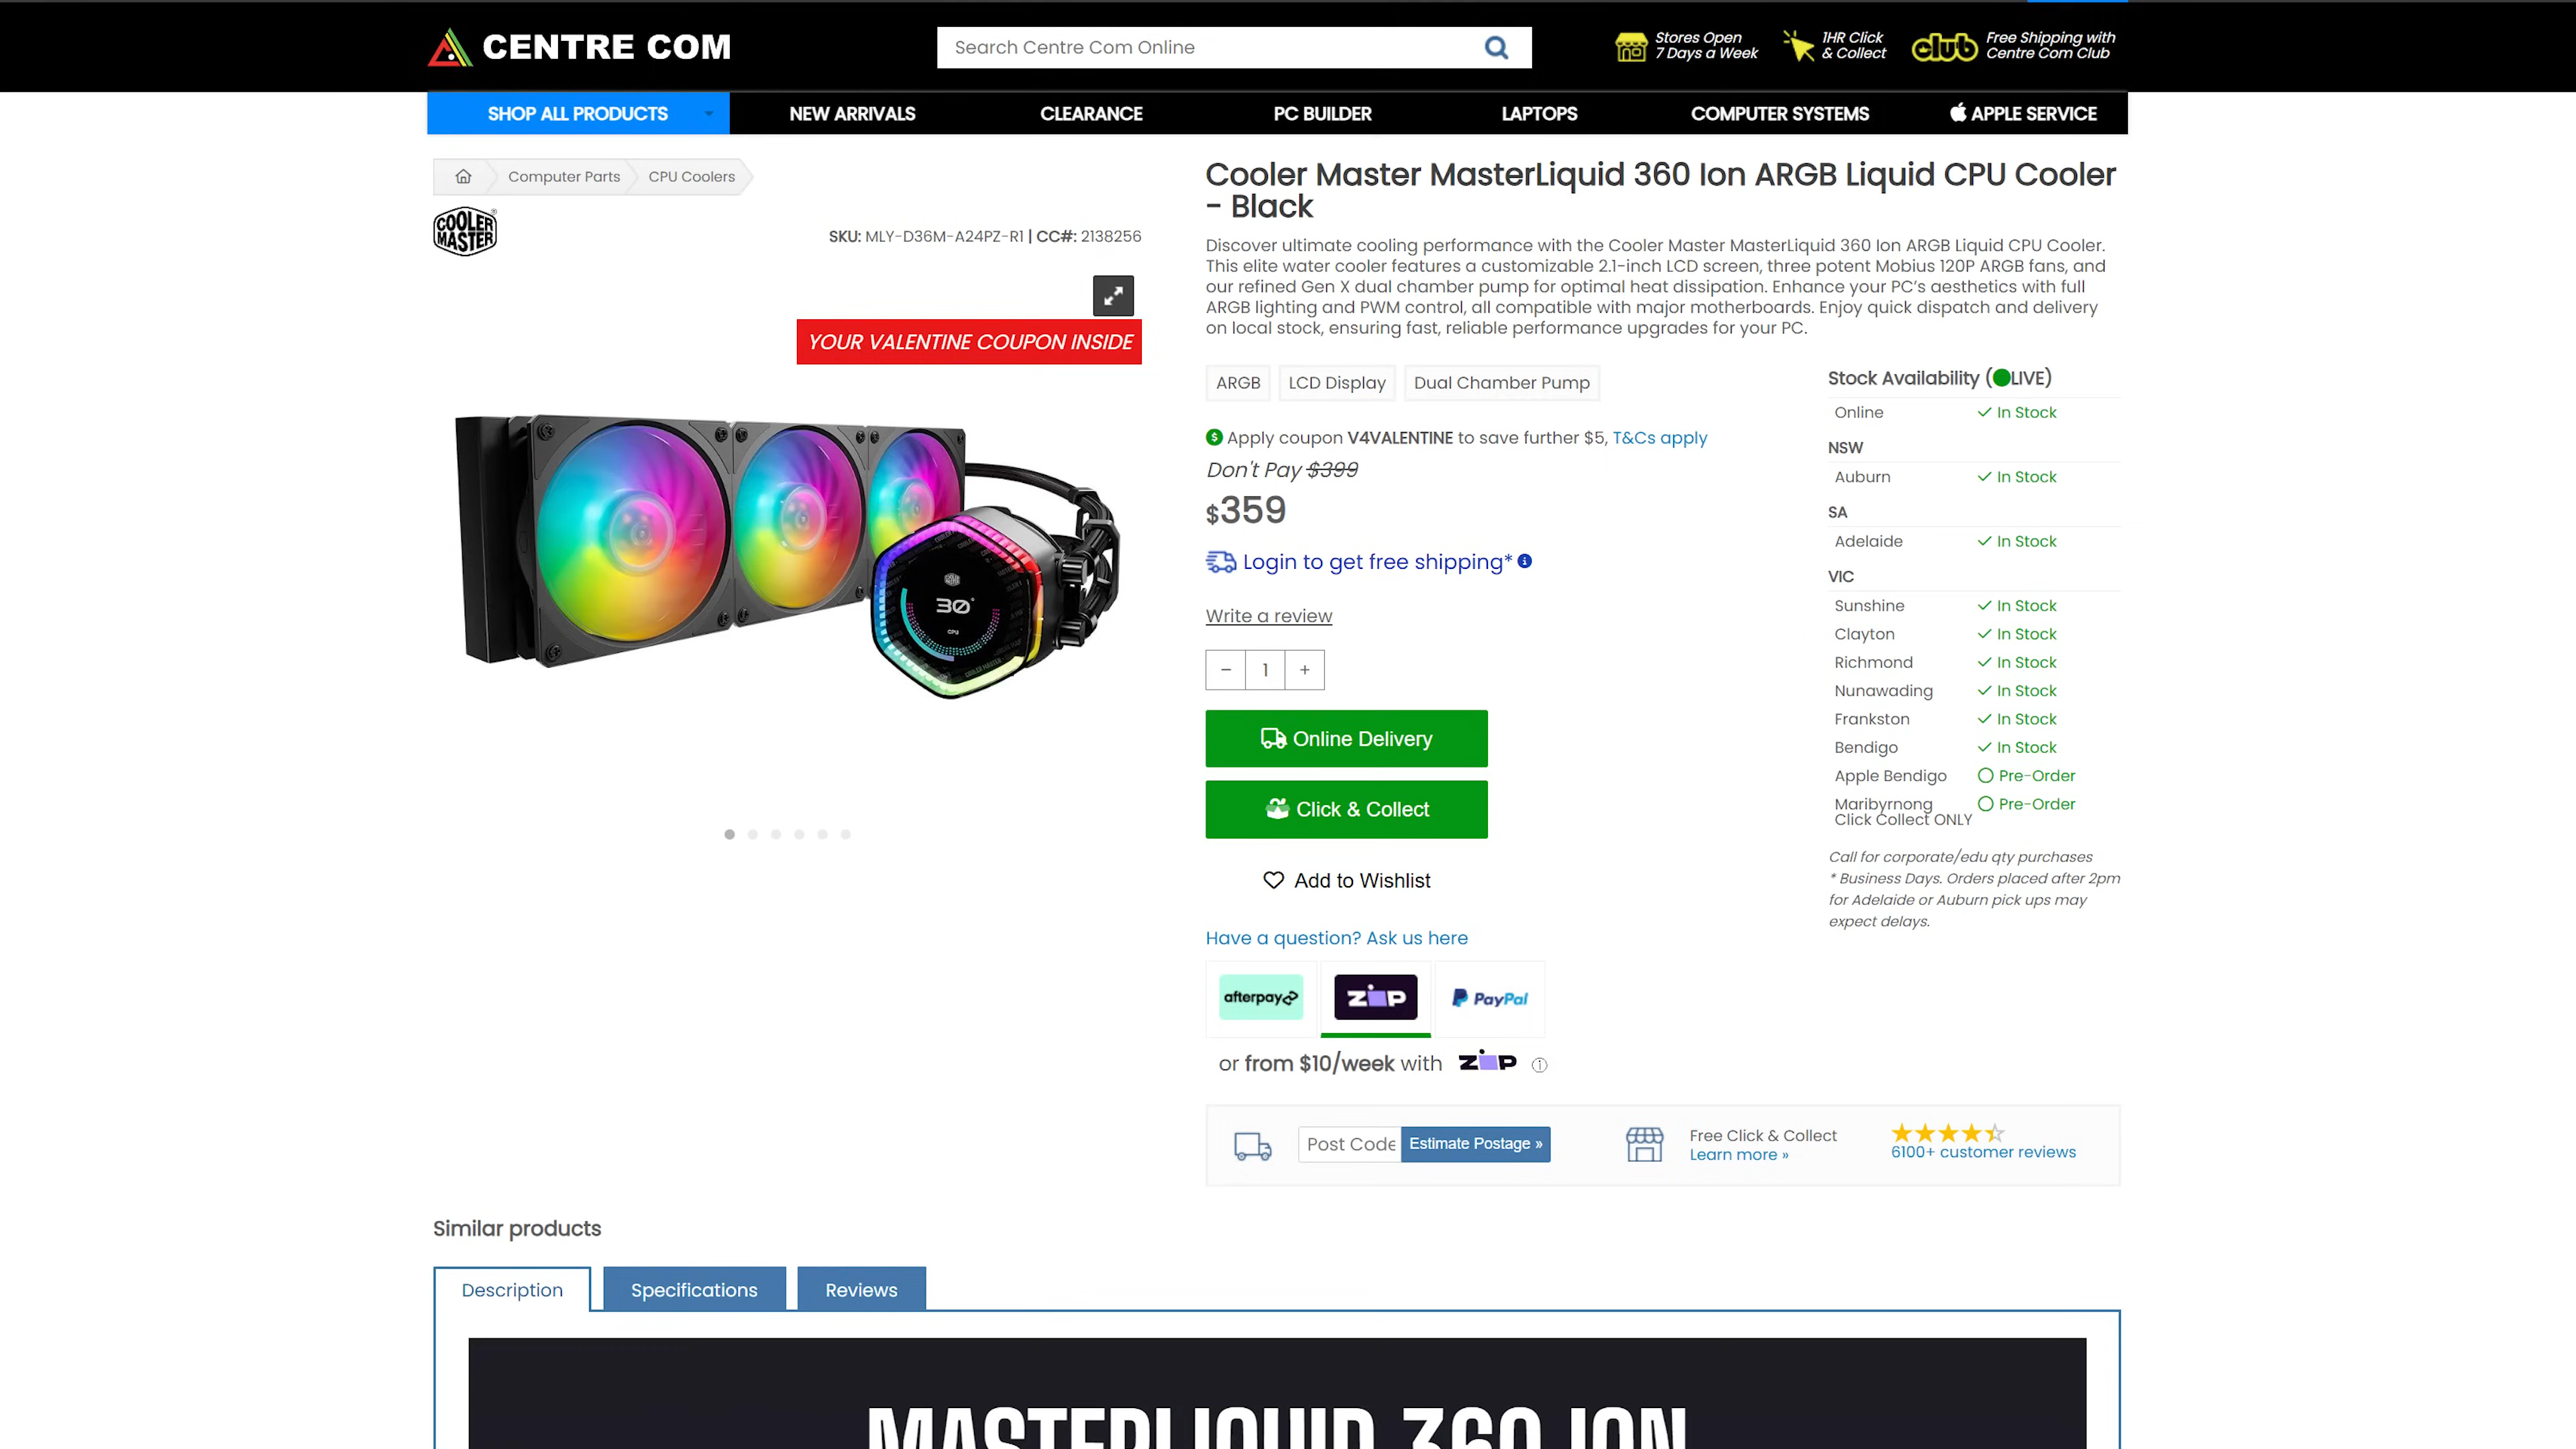 CENTRE COM
Search Centre Com Online
Stores Open
7 Days a Week
1HR Click
& Collect
club
Free Shipping with
Centre Com Club
SHOP ALL PRODUCTS
NEW ARRIVALS
CLEARANCE
PC BUILDER
LAPTOPS
COMPUTER SYSTEMS
APPLE SERVICE
Computer Parts
CPU Coolers
COOLER
MASTER
SKU: MLY-D36M-A24PZ-R1 | CC#: 2138256
YOUR VALENTINE COUPON INSIDE
30°
CPU
Cooler Master MasterLiquid 360 Ion ARGB Liquid CPU Cooler
- Black
Discover ultimate cooling performance with the Cooler Master MasterLiquid 360 Ion ARGB Liquid CPU Cooler.
This elite water cooler features a customizable 2.1-inch LCD screen, three potent Mobius 120P ARGB fans, and
our refined Gen X dual chamber pump for optimal heat dissipation. Enhance your PC's aesthetics with full
ARGB lighting and PWM control, all compatible with major motherboards. Enjoy quick dispatch and delivery
on local stock, ensuring fast, reliable performance upgrades for your PC.
ARGB
LCD Display
Dual Chamber Pump
Apply coupon V4VALENTINE to save further $5, T&Cs apply
Don't Pay $399
$359
Login to get free shipping*
Write a review
− 1 +
Online Delivery
Click & Collect
Add to Wishlist
Have a question? Ask us here
afterpay
zip
PayPal
or from $10/week with zip
Stock Availability (LIVE)
Online In Stock
NSW
Auburn In Stock
SA
Adelaide In Stock
VIC
Sunshine In Stock
Clayton In Stock
Richmond In Stock
Nunawading In Stock
Frankston In Stock
Bendigo In Stock
Apple Bendigo Pre-Order
Maribyrnong Pre-Order
Click Collect ONLY
Call for corporate/edu qty purchases
* Business Days. Orders placed after 2pm
for Adelaide or Auburn pick ups may
expect delays.
Post Code
Estimate Postage »
Free Click & Collect
Learn more »
6100+ customer reviews
Similar products
Description
Specifications
Reviews
MASTERLIQUID 360 ION